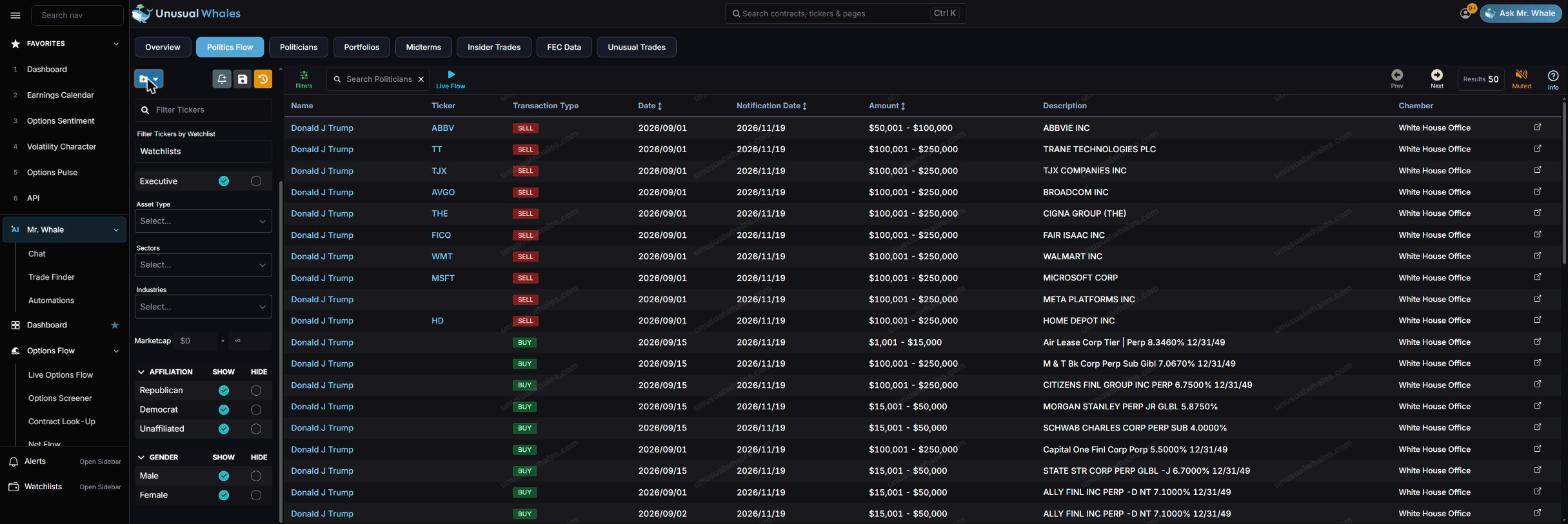 Search nav
Unusual Whales
Search contracts, tickers & pages Ctrl K
9+
Ask Mr. Whale
FAVORITES
1 Dashboard
2 Earnings Calendar
3 Options Sentiment
4 Volatility Character
5 Options Pulse
6 API
AI Mr. Whale
Chat
Trade Finder
Automations
Dashboard
Options Flow
Live Options Flow
Options Screener
Contract Look-Up
Net Flow
Alerts Open Sidebar
Watchlists Open Sidebar
Overview Politics Flow Politicians Portfolios Midterms Insider Trades FEC Data Unusual Trades
Filter Tickers
Filter Tickers by Watchlist
Watchlists
Executive
Asset Type
Select...
Sectors
Select...
Industries
Select...
Marketcap $0 - ∞
AFFILIATION SHOW HIDE
Republican
Democrat
Unaffiliated
GENDER SHOW HIDE
Male
Female
Filters Search Politicians Live Flow Prev Next Results 50 Muted Info
Name Ticker Transaction Type Date Notification Date Amount Description Chamber
Donald J Trump ABBV SELL 2026/09/01 2026/11/19 $50,001 - $100,000 ABBVIE INC White House Office
Donald J Trump TT SELL 2026/09/01 2026/11/19 $100,001 - $250,000 TRANE TECHNOLOGIES PLC White House Office
Donald J Trump TJX SELL 2026/09/01 2026/11/19 $100,001 - $250,000 TJX COMPANIES INC White House Office
Donald J Trump AVGO SELL 2026/09/01 2026/11/19 $100,001 - $250,000 BROADCOM INC White House Office
Donald J Trump THE SELL 2026/09/01 2026/11/19 $100,001 - $250,000 CIGNA GROUP (THE) White House Office
Donald J Trump FICO SELL 2026/09/01 2026/11/19 $100,001 - $250,000 FAIR ISAAC INC White House Office
Donald J Trump WMT SELL 2026/09/01 2026/11/19 $100,001 - $250,000 WALMART INC White House Office
Donald J Trump MSFT SELL 2026/09/01 2026/11/19 $100,001 - $250,000 MICROSOFT CORP White House Office
Donald J Trump SELL 2026/09/01 2026/11/19 $100,001 - $250,000 META PLATFORMS INC White House Office
Donald J Trump HD SELL 2026/09/01 2026/11/19 $100,001 - $250,000 HOME DEPOT INC White House Office
Donald J Trump BUY 2026/09/15 2026/11/19 $1,001 - $15,000 Air Lease Corp Tier | Perp 8.3460% 12/31/49 White House Office
Donald J Trump BUY 2026/09/15 2026/11/19 $100,001 - $250,000 M & T Bk Corp Perp Sub Gibl 7.0670% 12/31/49 White House Office
Donald J Trump BUY 2026/09/15 2026/11/19 $100,001 - $250,000 CITIZENS FINL GROUP INC PERP 6.7500% 12/31/49 White House Office
Donald J Trump BUY 2026/09/15 2026/11/19 $15,001 - $50,000 MORGAN STANLEY PERP JR GLBL 5.8750% White House Office
Donald J Trump BUY 2026/09/15 2026/11/19 $15,001 - $50,000 SCHWAB CHARLES CORP PERP SUB 4.0000% White House Office
Donald J Trump BUY 2026/09/15 2026/11/19 $100,001 - $250,000 Capital One Finl Corp Porp 5.5000% 12/31/49 White House Office
Donald J Trump BUY 2026/09/15 2026/11/19 $15,001 - $50,000 STATE STR CORP PERP GLBL -J 6.7000% 12/31/49 White House Office
Donald J Trump BUY 2026/09/01 2026/11/19 $15,001 - $50,000 ALLY FINL INC PERP -D NT 7.1000% 12/31/49 White House Office
Donald J Trump BUY 2026/09/02 2026/11/19 $15,001 - $50,000 ALLY FINL INC PERP -D NT 7.1000% 12/31/49 White House Office
unusualwhales.com